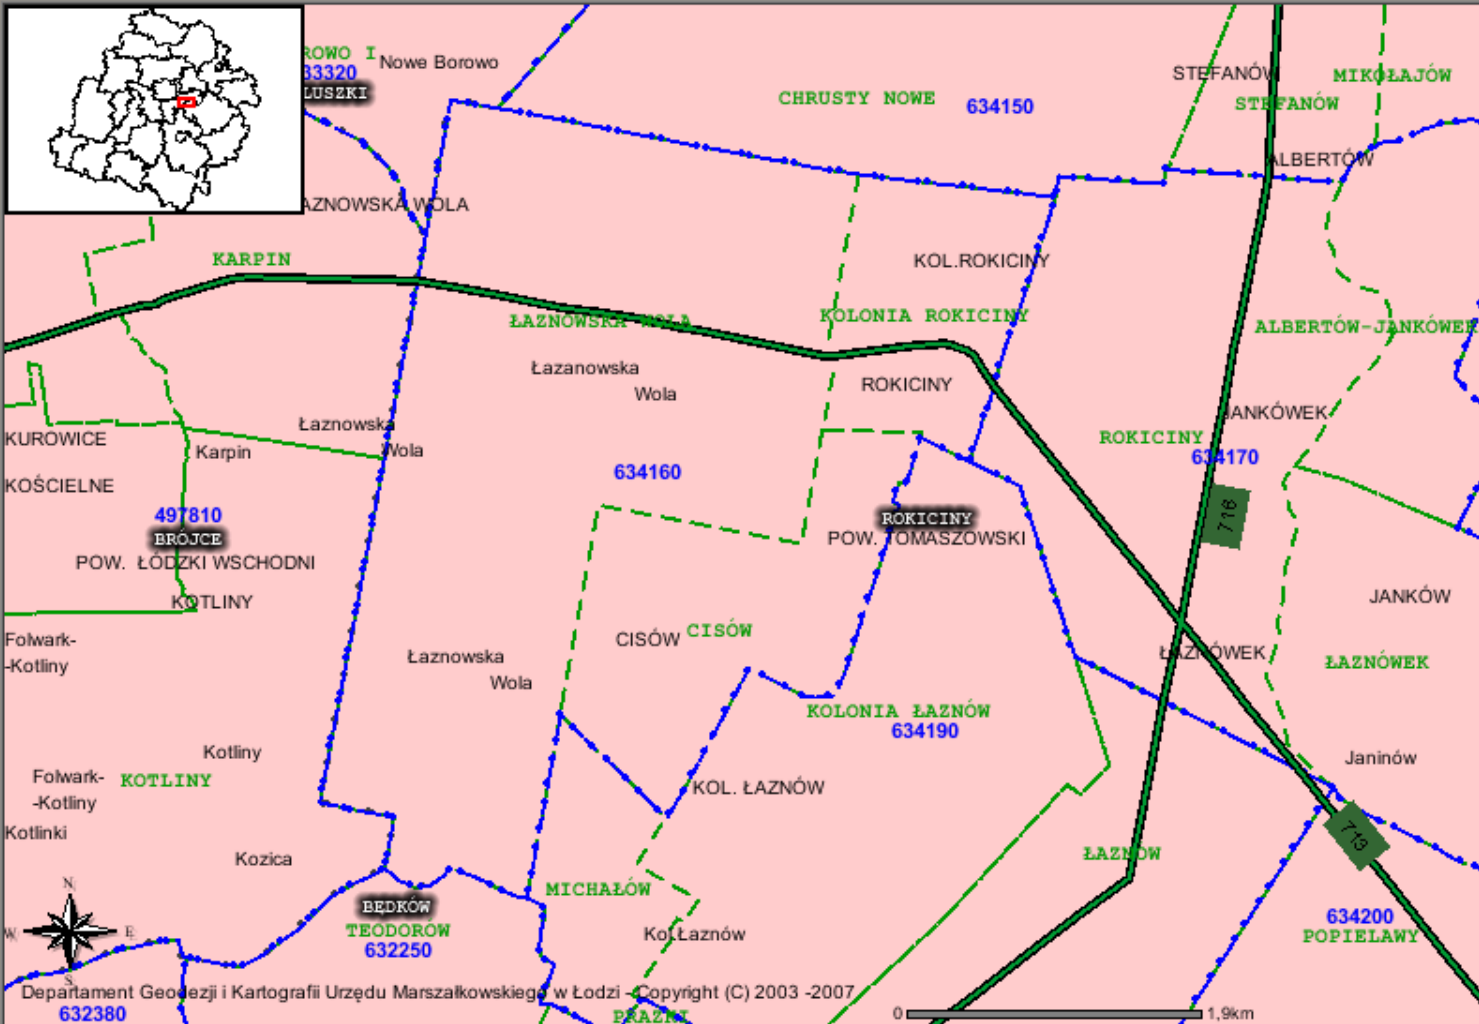 ROWO I
Nowe Borowo
33320
LUSZKI
STEFANÓW
MIKOŁAJÓW
CHRUSTY NOWE
634150
STEFANÓW
ALBERTÓW
AZNOWSKA WOLA
KARPIN
KOL.ROKICINY
ŁAZNOWSKA WOLA
KOLONIA ROKICINY
ALBERTÓW-JANKÓWEK
Łazanowska
Wola
ROKICINY
JANKÓWEK
Łaznowska
Wola
KUROWICE
Karpin
ROKICINY
634170
634160
KOŚCIELNE
497810
BRÓJCE
ROKICINY
716
POW. TOMASZOWSKI
POW. ŁÓDZKI WSCHODNI
KOTLINY
JANKÓW
Folwark-
-Kotliny
CISÓW
CISÓW
Łaznowska
Wola
ŁAZNÓWEK
ŁAZNÓWEK
KOLONIA ŁAZNÓW
634190
Kotliny
Janinów
Folwark-
-Kotliny
KOTLINY
KOL. ŁAZNÓW
Kotlinki
713
Kozica
ŁAZNÓW
N
MICHAŁÓW
BĘDKÓW
TEODORÓW
632250
W
E
Kol.Łaznów
634200
POPIELAWY
S
Departament Geodezji i Kartografii Urzędu Marszałkowskiego w Łodzi - Copyright (C) 2003 -2007
632380
PRAŻKI
0
1,9km